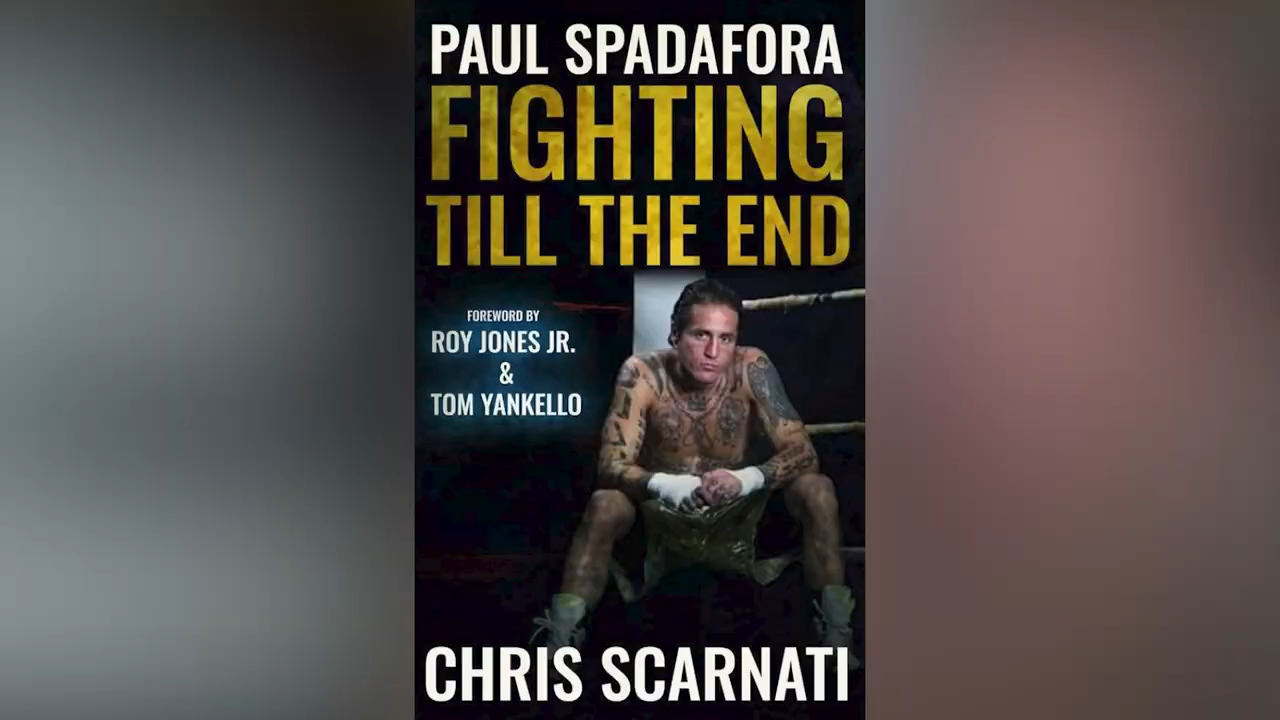 PAUL SPADAFORA
FIGHTING
TILL THE END
FOREWORD BY
ROY JONES JR.
&
TOM YANKELLO
CHRIS SCARNATI